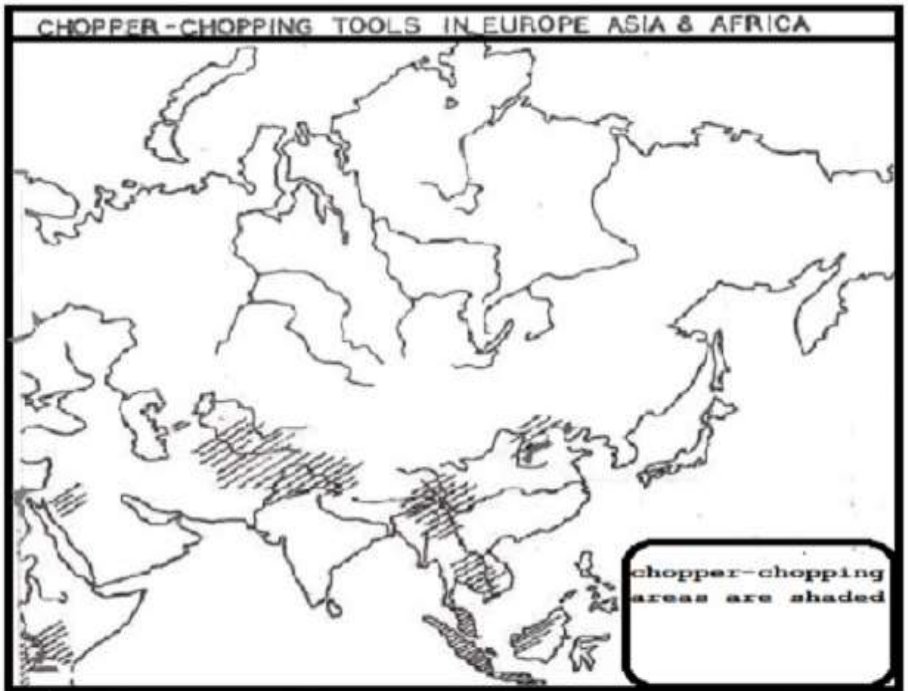 CHOPPER-CHOPPING TOOLS IN EUROPE ASIA & AFRICA
chopper-chopping
areas are shaded